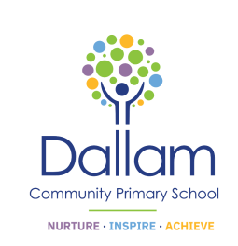 Dallam
Community Primary School
NURTURE · INSPIRE · ACHIEVE